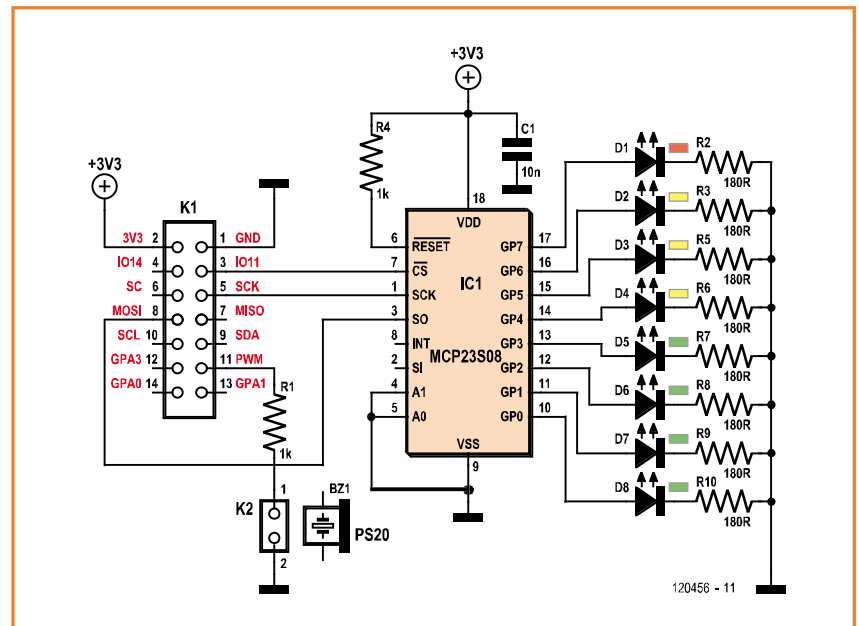 +3V3
+3V3
K1
3V3 2 1 GND
IO14 4 3 IO11
SC 6 5 SCK
MOSI 8 7 MISO
SCL 10 9 SDA
GPA3 12 11 PWM
GPA0 14 13 GPA1
R1
1k
K2
1
2
BZ1
PS20
R4
1k
C1
10n
18
VDD
6 RESET
7 CS
1 SCK
3 SO
8 INT
2 SI
4 A1
5 A0
IC1
MCP23S08
VSS
9
GP7 17
GP6 16
GP5 15
GP4 14
GP3 13
GP2 12
GP1 11
GP0 10
D1 R2
180R
D2 R3
180R
D3 R5
180R
D4 R6
180R
D5 R7
180R
D6 R8
180R
D7 R9
180R
D8 R10
180R
120456 - 11